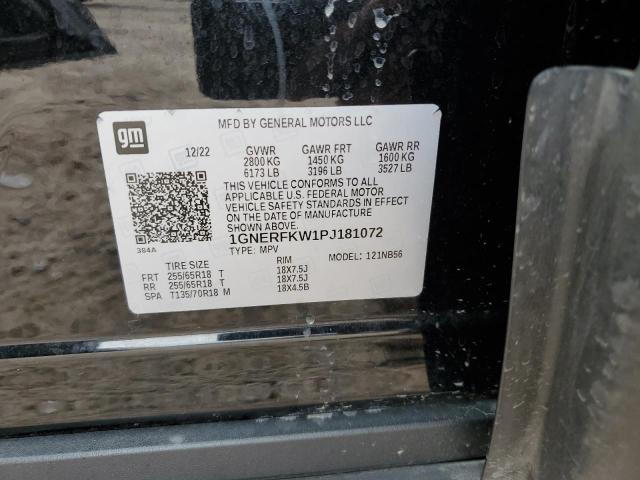 gm
MFD BY GENERAL MOTORS LLC
12/22 GVWR GAWR FRT GAWR RR
2800 KG 1450 KG 1600 KG
6173 LB 3196 LB 3527 LB
THIS VEHICLE CONFORMS TO ALL
APPLICABLE U.S. FEDERAL MOTOR
VEHICLE SAFETY STANDARDS IN EFFECT
ON THE DATE OF MANUFACTURE
SHOWN ABOVE.
1GNERFKW1PJ181072
384A TYPE: MPV MODEL: 121NB56
TIRE SIZE RIM
FRT 255/65R18 T 18X7.5J
RR 255/65R18 T 18X7.5J
SPA T135/70R18 M 18X4.5B